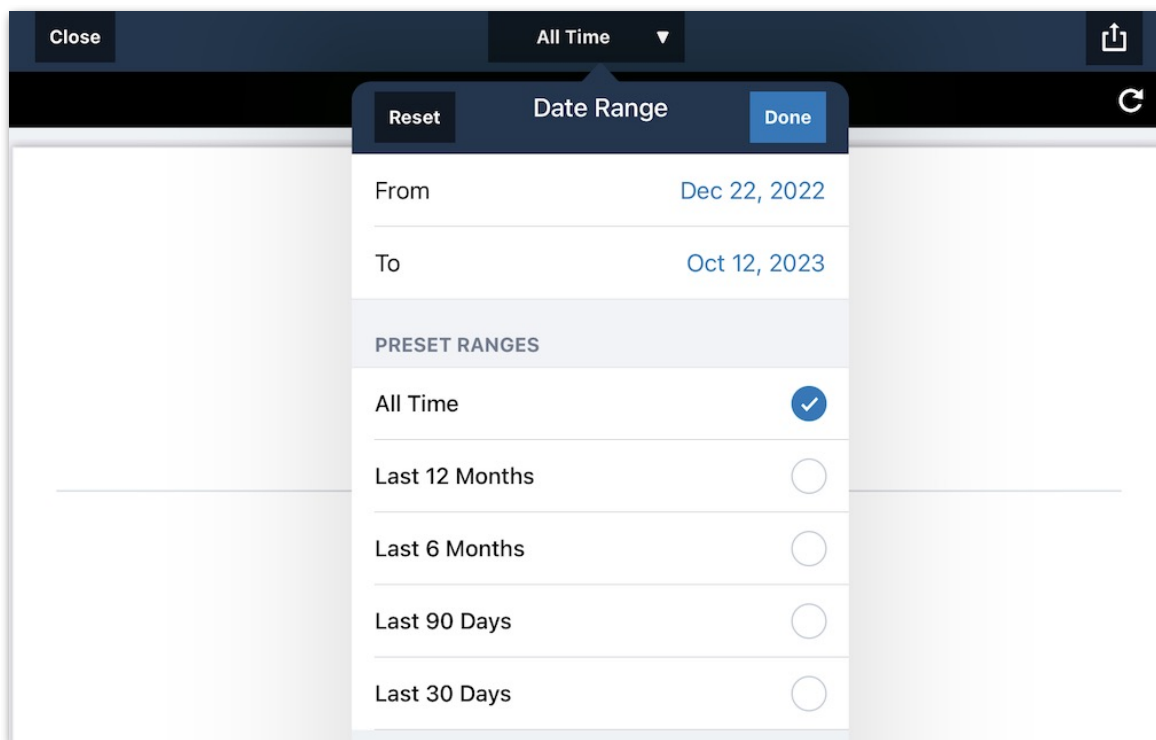 Close
All Time ▼
Reset
Date Range
Done
From Dec 22, 2022
To Oct 12, 2023
PRESET RANGES
All Time
Last 12 Months
Last 6 Months
Last 90 Days
Last 30 Days